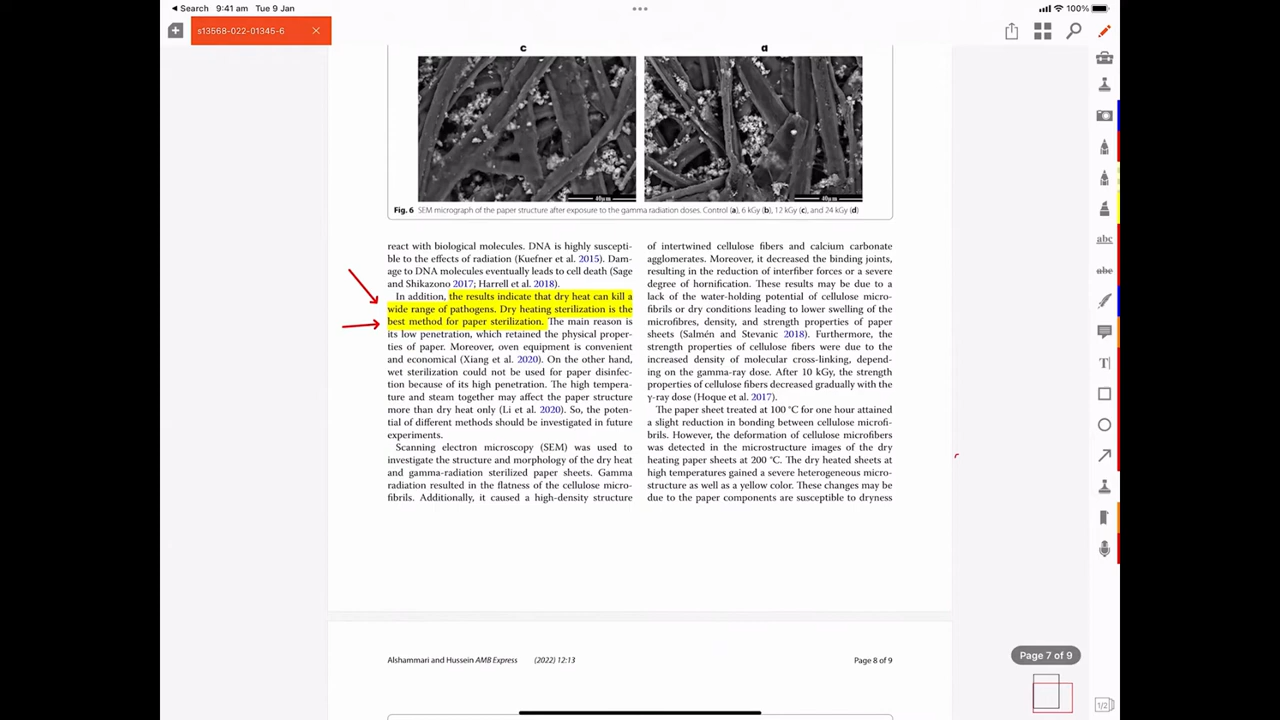 Search 9:41 am Tue 9 Jan
100%
s13568-022-01345-6
c d
40μm 40μm
Fig. 6 SEM micrograph of the paper structure after exposure to the gamma radiation doses. Control (a), 6 kGy (b), 12 kGy (c), and 24 kGy (d)
react with biological molecules. DNA is highly suscepti-
ble to the effects of radiation (Kuefner et al. 2015). Dam-
age to DNA molecules eventually leads to cell death (Sage
and Shikazono 2017; Harrell et al. 2018).
In addition, the results indicate that dry heat can kill a
wide range of pathogens. Dry heating sterilization is the
best method for paper sterilization. The main reason is
its low penetration, which retained the physical proper-
ties of paper. Moreover, oven equipment is convenient
and economical (Xiang et al. 2020). On the other hand,
wet sterilization could not be used for paper disinfec-
tion because of its high penetration. The high tempera-
ture and steam together may affect the paper structure
more than dry heat only (Li et al. 2020). So, the poten-
tial of different methods should be investigated in future
experiments.
Scanning electron microscopy (SEM) was used to
investigate the structure and morphology of the dry heat
and gamma-radiation sterilized paper sheets. Gamma
radiation resulted in the flatness of the cellulose micro-
fibrils. Additionally, it caused a high-density structure
of intertwined cellulose fibers and calcium carbonate
agglomerates. Moreover, it decreased the binding joints,
resulting in the reduction of interfiber forces or a severe
degree of hornification. These results may be due to a
lack of the water-holding potential of cellulose micro-
fibrils or dry conditions leading to lower swelling of the
microfibres, density, and strength properties of paper
sheets (Salmén and Stevanic 2018). Furthermore, the
strength properties of cellulose fibers were due to the
increased density of molecular cross-linking, depend-
ing on the gamma-ray dose. After 10 kGy, the strength
properties of cellulose fibers decreased gradually with the
γ-ray dose (Hoque et al. 2017).
The paper sheet treated at 100 °C for one hour attained
a slight reduction in bonding between cellulose microfi-
brils. However, the deformation of cellulose microfibers
was detected in the microstructure images of the dry
heating paper sheets at 200 °C. The dry heated sheets at
high temperatures gained a severe heterogeneous micro-
structure as well as a yellow color. These changes may be
due to the paper components are susceptible to dryness
Page 7 of 9
Alshammari and Hussein AMB Express (2022) 12:13 Page 8 of 9
abc
abc
T
1/2